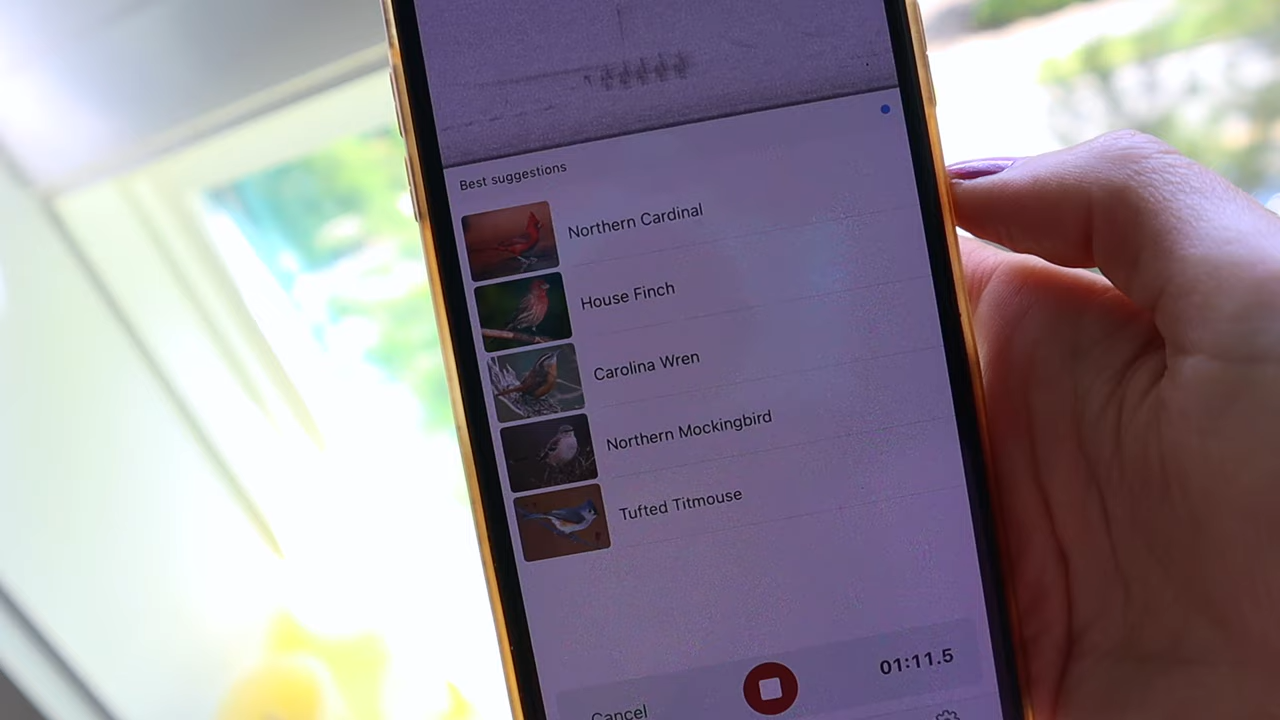 Best suggestions
Northern Cardinal
House Finch
Carolina Wren
Northern Mockingbird
Tufted Titmouse
01:11.5
Cancel